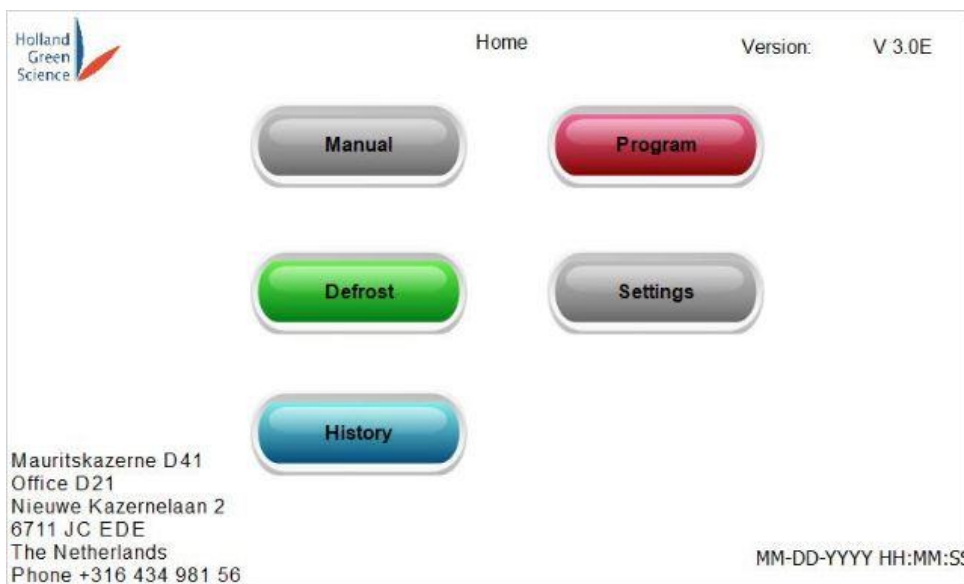 Holland
Green
Science
Home
Version: V 3.0E
Manual
Program
Defrost
Settings
History
Mauritskazerne D41
Office D21
Nieuwe Kazernelaan 2
6711 JC EDE
The Netherlands
Phone +316 434 981 56
MM-DD-YYYY HH:MM:SS